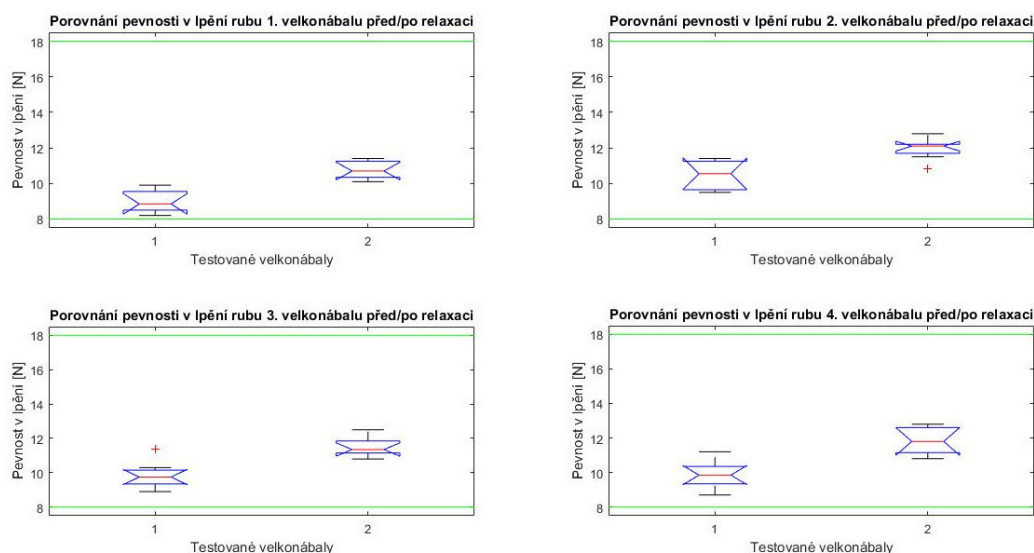 Porovnání pevnosti v lpění rubu 1. velkonábalu před/po relaxaci
18
16
14
12
10
8
Pevnost v lpění [N]
1
2
Testované velkonábaly
Porovnání pevnosti v lpění rubu 2. velkonábalu před/po relaxaci
18
16
14
12
10
8
Pevnost v lpění [N]
1
2
Testované velkonábaly
Porovnání pevnosti v lpění rubu 3. velkonábalu před/po relaxaci
18
16
14
12
10
8
Pevnost v lpění [N]
1
2
Testované velkonábaly
Porovnání pevnosti v lpění rubu 4. velkonábalu před/po relaxaci
18
16
14
12
10
8
Pevnost v lpění [N]
1
2
Testované velkonábaly